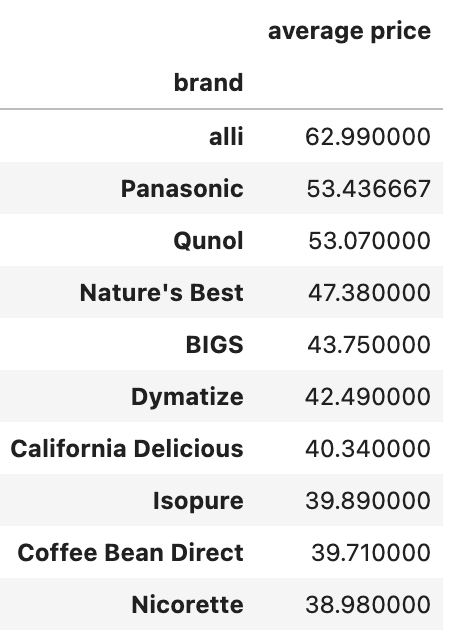 average price
brand
alli 62.990000
Panasonic 53.436667
Qunol 53.070000
Nature's Best 47.380000
BIGS 43.750000
Dymatize 42.490000
California Delicious 40.340000
Isopure 39.890000
Coffee Bean Direct 39.710000
Nicorette 38.980000